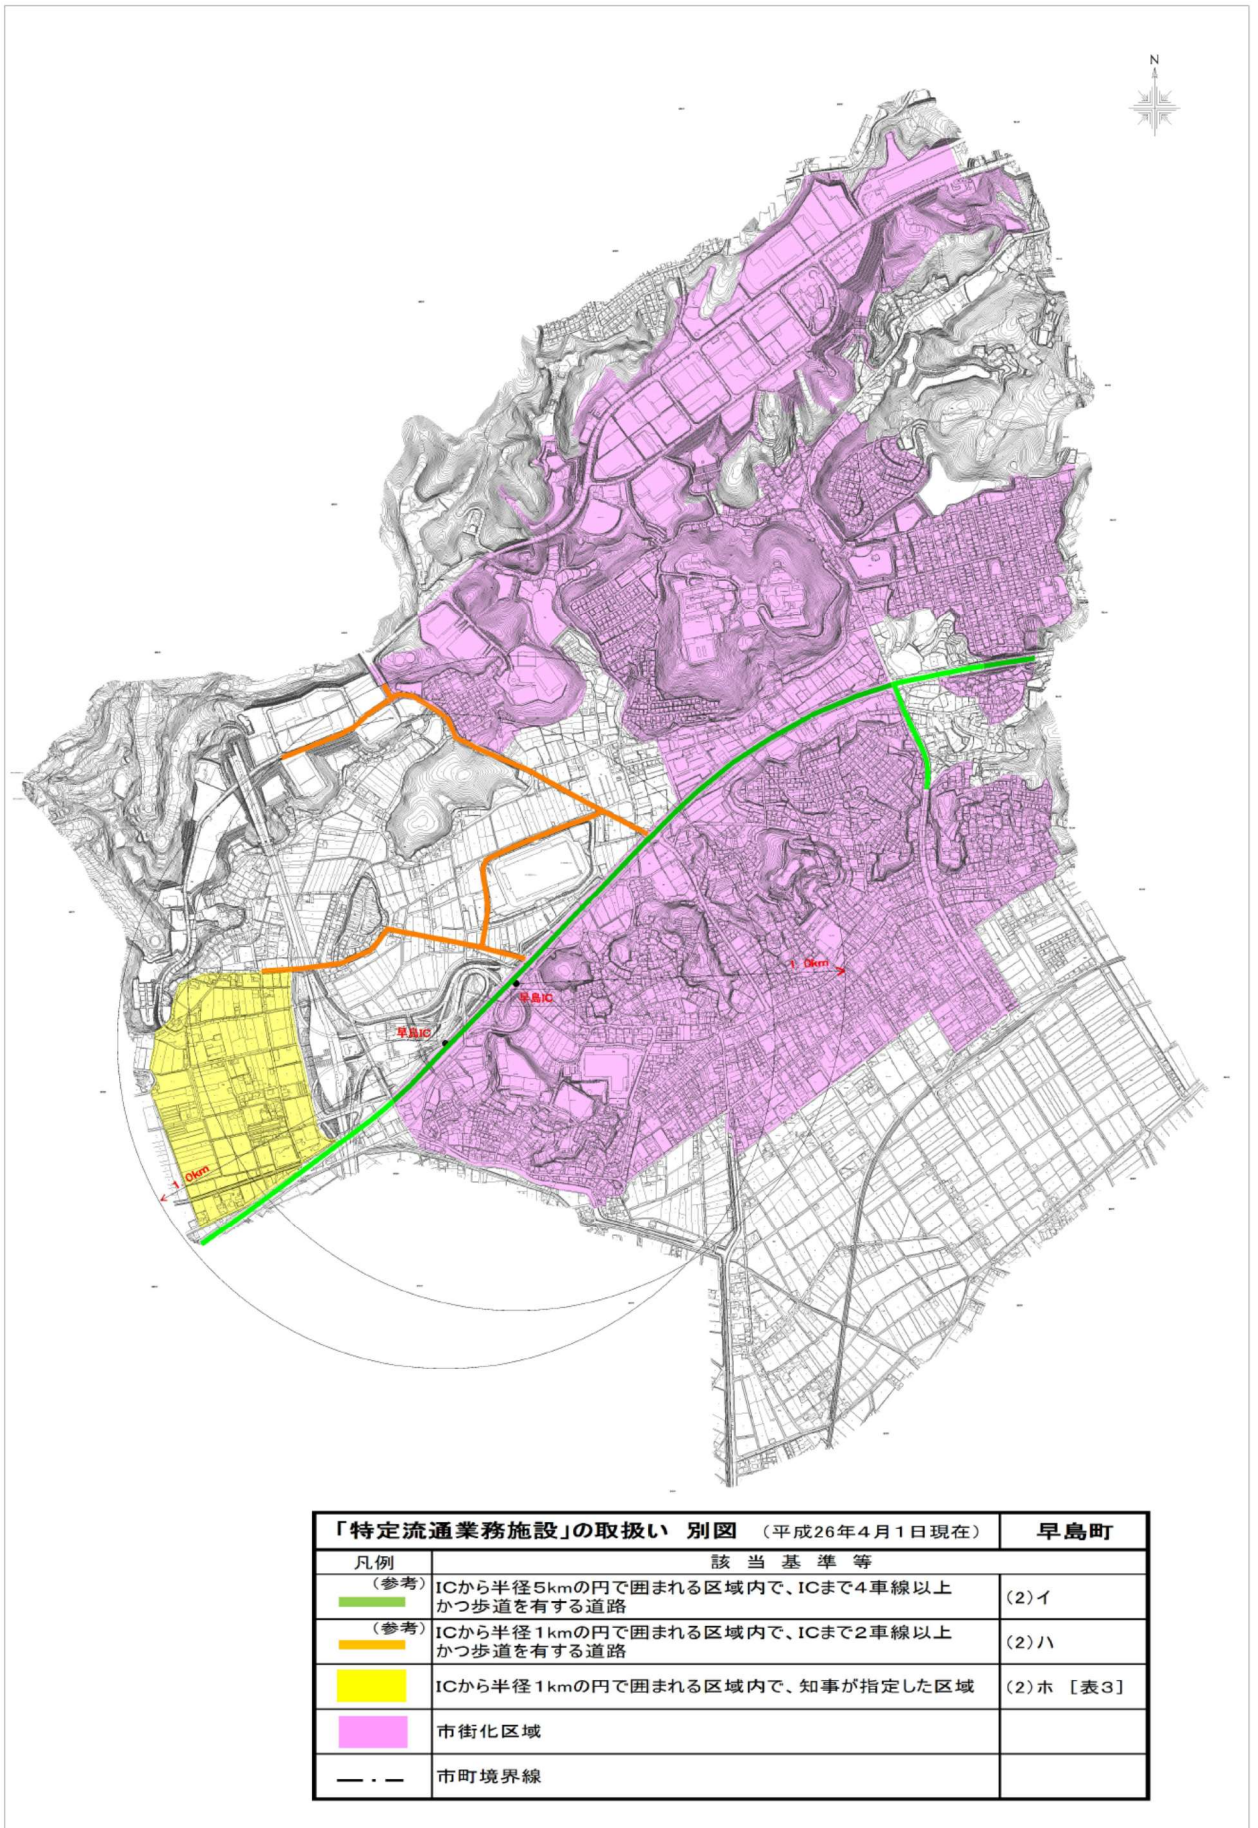 N
1.0km
早島IC
早島IC
1.0km
「特定流通業務施設」の取扱い 別図 (平成26年4月1日現在) 早島町
凡例 該当基準等
(参考) ICから半径5kmの円で囲まれる区域内で、ICまで4車線以上
かつ歩道を有する道路 (2)イ
(参考) ICから半径1kmの円で囲まれる区域内で、ICまで2車線以上
かつ歩道を有する道路 (2)ハ
ICから半径1kmの円で囲まれる区域内で、知事が指定した区域 (2)ホ [表3]
市街化区域
市町境界線